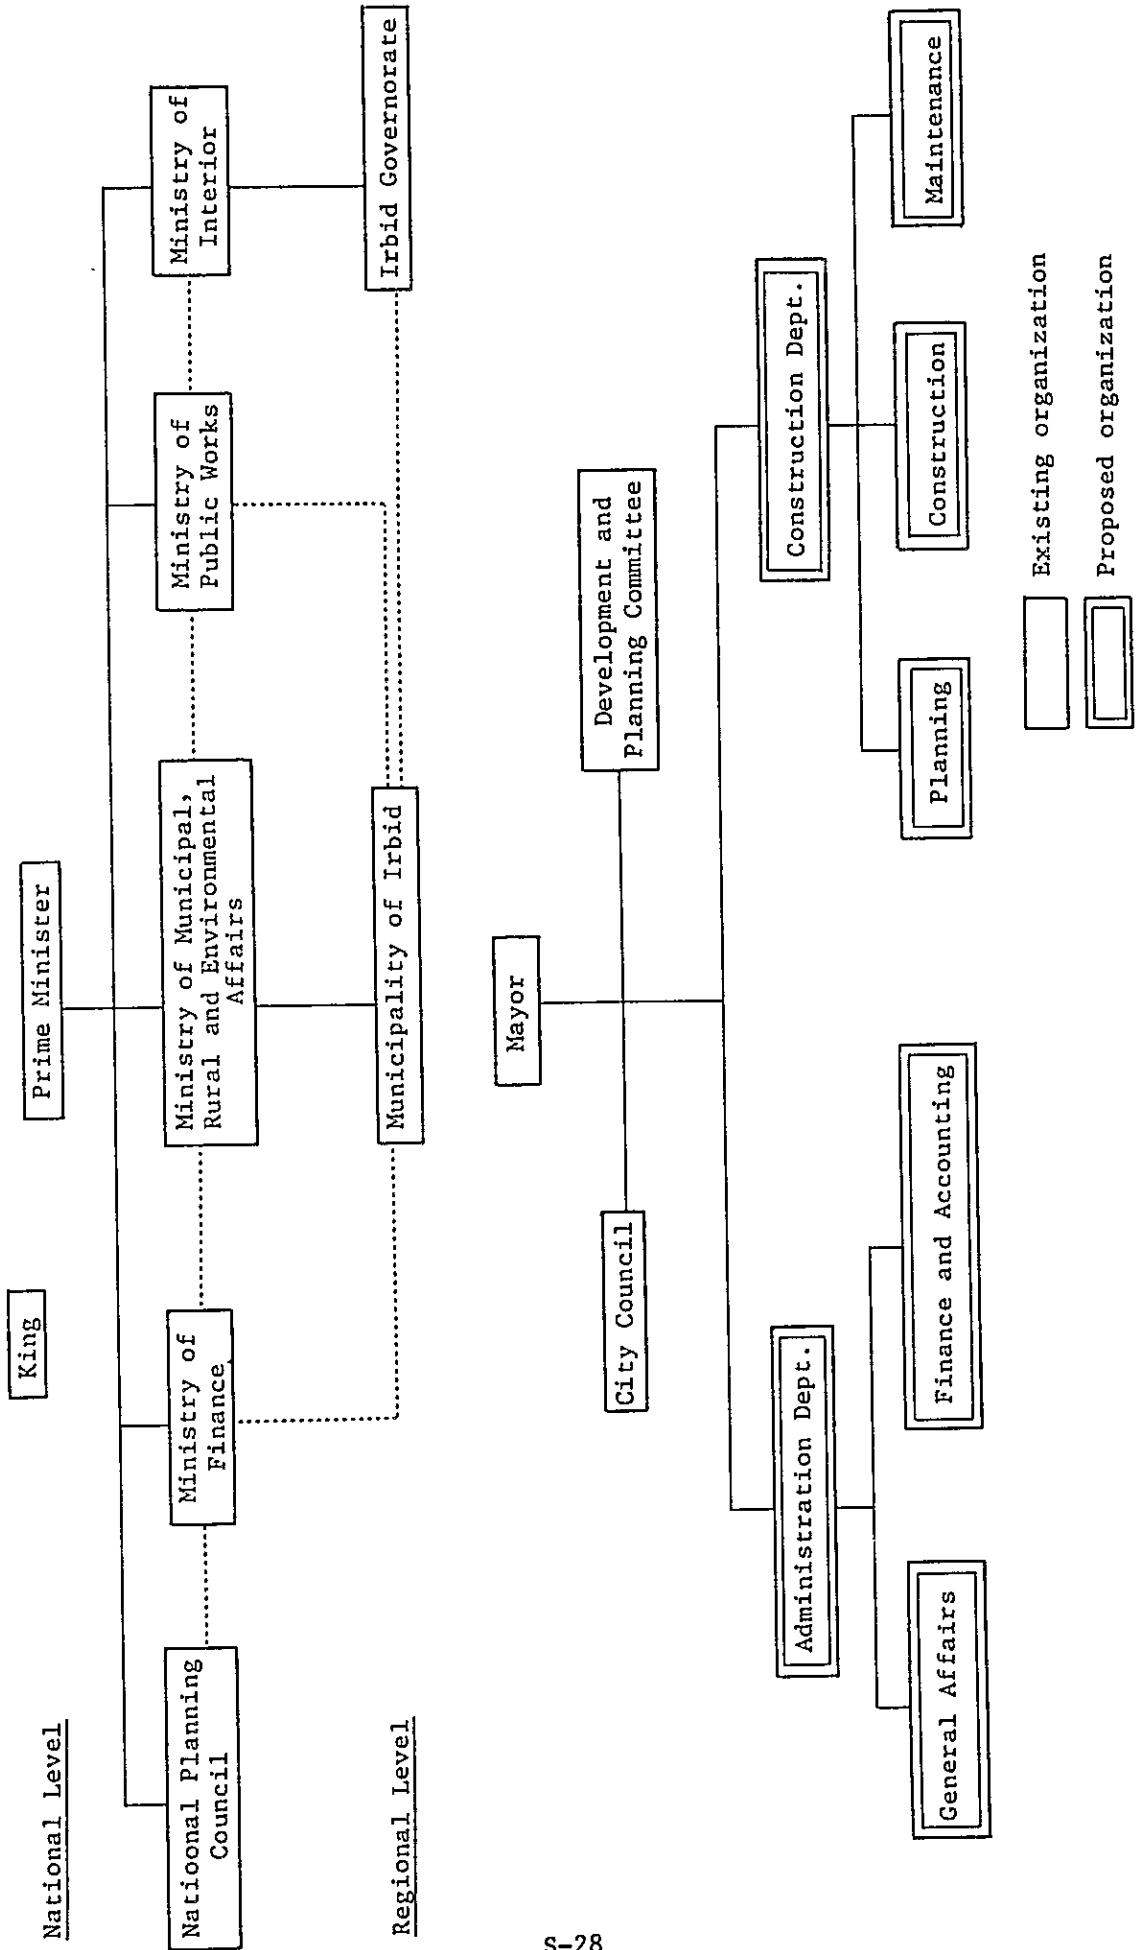 King
Prime Minister
National Level
Natioonal Planning
Council
Ministry of
Finance
Ministry of Municipal,
Rural and Environmental
Affairs
Ministry of
Public Works
Ministry of
Interior
Regional Level
Municipality of Irbid
Irbid Governorate
Mayor
City Council
Development and
Planning Committee
Administration Dept.
Construction Dept.
General Affairs
Finance and Accounting
Planning
Construction
Maintenance
Existing organization
Proposed organization
S-28